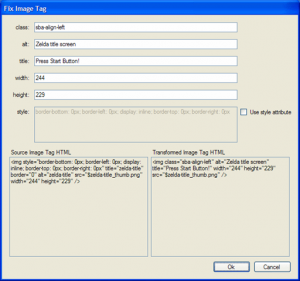 Fix Image Tag
class: sba-align-left
alt: Zelda title screen
title: Press Start Button!
width: 244
height: 229
style: border-bottom: 0px; border-left: 0px; display: inline; border-top: 0px; border-right: 0px
Use style attribute
Source Image Tag HTML
<img style="border-bottom: 0px; border-left: 0px; display:
inline; border-top: 0px; border-right: 0px" title="zelda-title"
border="0" alt="zelda-title" src="$zelda-title_thumb.png"
width="244" height="229" />
Transformed Image Tag HTML
<img class="sba-align-left" alt="Zelda title screen"
title="Press Start Button!" width="244" height="229"
src="$zelda-title_thumb.png" />
Ok
Cancel